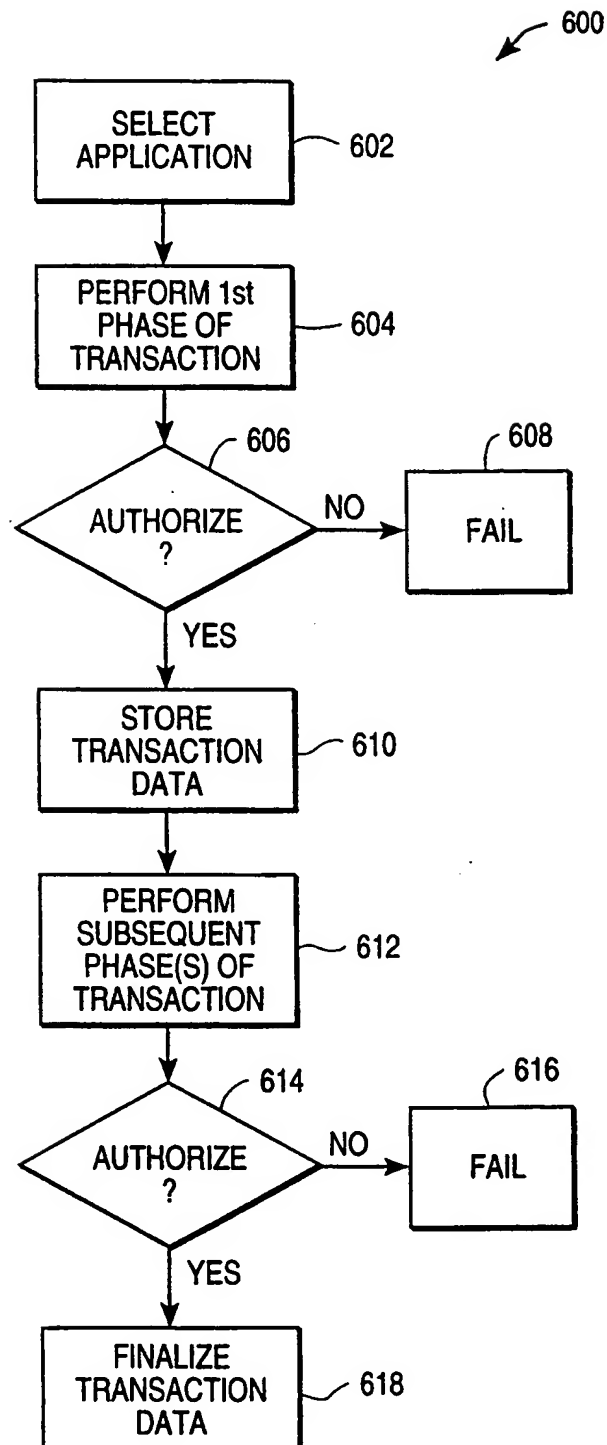 600
SELECT
APPLICATION
602
PERFORM 1st
PHASE OF
TRANSACTION
604
606
AUTHORIZE
?
NO
608
FAIL
YES
STORE
TRANSACTION
DATA
610
PERFORM
SUBSEQUENT
PHASE(S) OF
TRANSACTION
612
614
AUTHORIZE
?
NO
616
FAIL
YES
FINALIZE
TRANSACTION
DATA
618